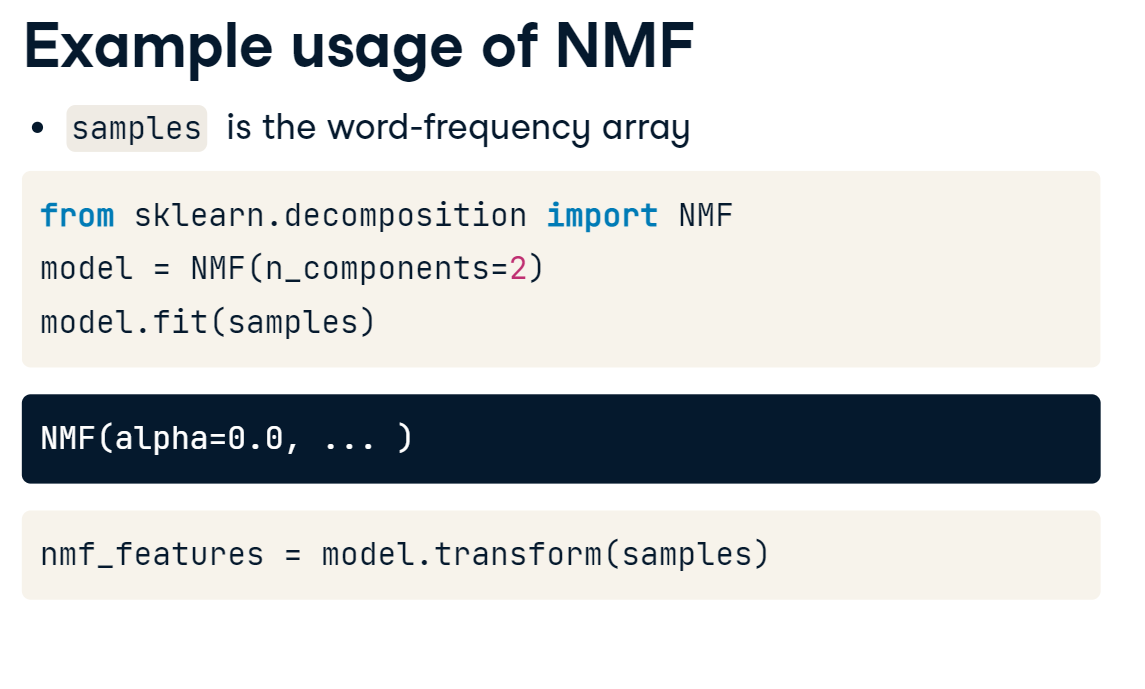 Example usage of NMF
• samples is the word-frequency array
from sklearn.decomposition import NMF
model = NMF(n_components=2)
model.fit(samples)
NMF(alpha=0.0, ... )
nmf_features = model.transform(samples)